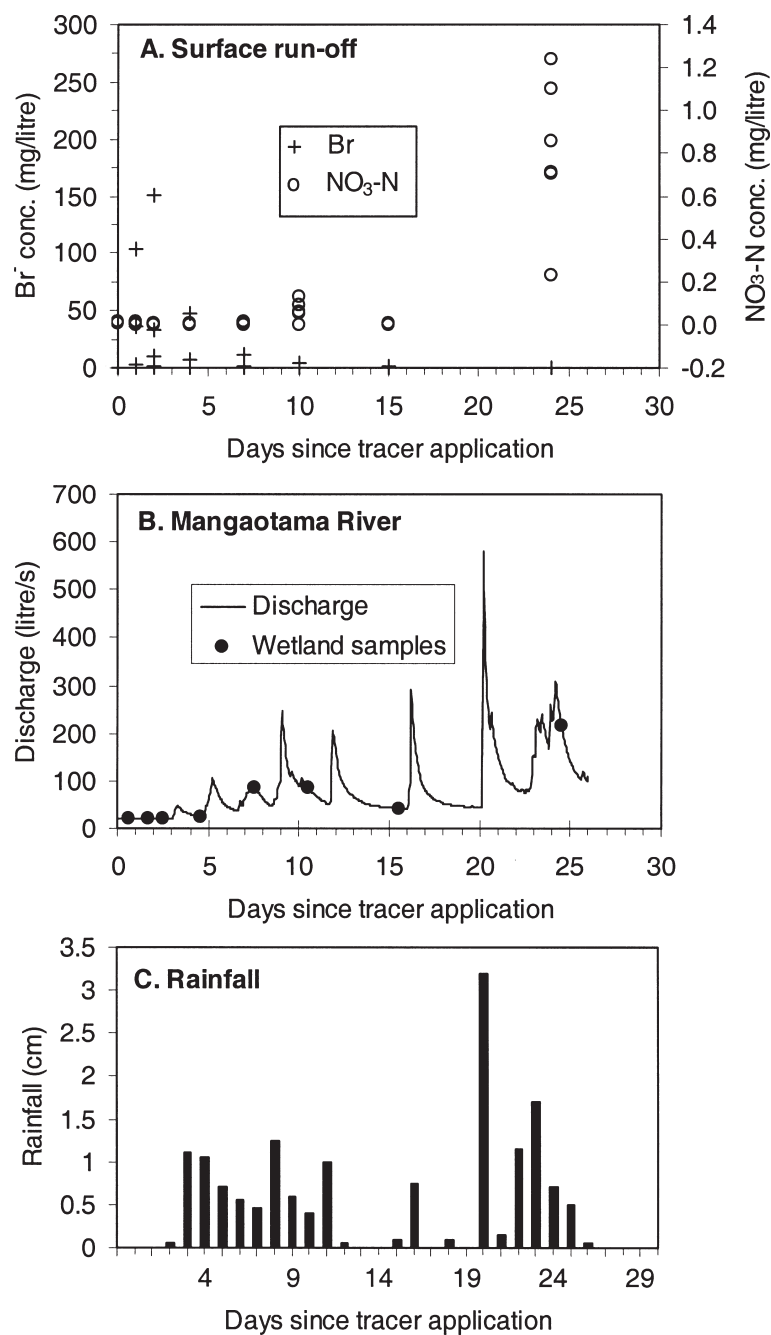 A. Surface run-off
Br⁻ conc. (mg/litre)
NO₃-N conc. (mg/litre)
300
250
200
150
100
50
0
1.4
1.2
1.0
0.8
0.6
0.4
0.2
0.0
-0.2
+ Br
o NO₃-N
0 5 10 15 20 25 30
Days since tracer application
B. Mangaotama River
Discharge (litre/s)
700
600
500
400
300
200
100
0
Discharge
Wetland samples
0 5 10 15 20 25 30
Days since tracer application
C. Rainfall
Rainfall (cm)
3.5
3
2.5
2
1.5
1
0.5
0
4 9 14 19 24 29
Days since tracer application